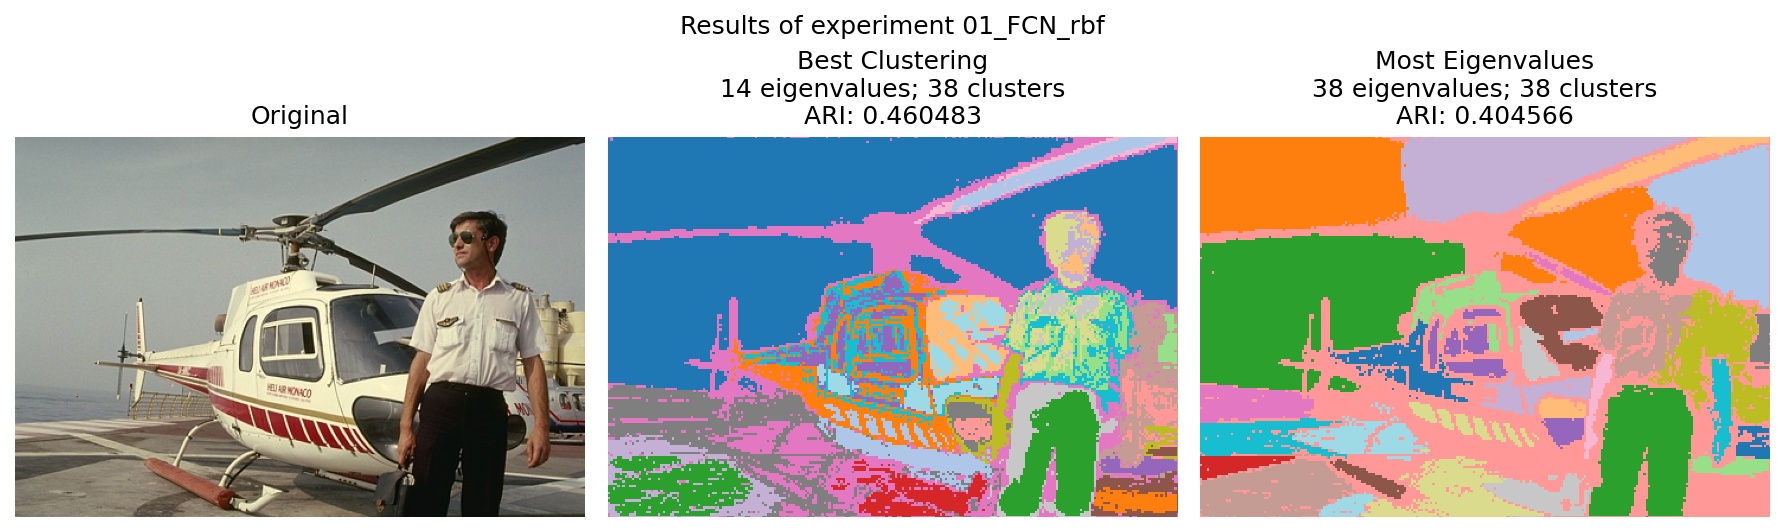 Results of experiment 01_FCN_rbf
Original
Best Clustering
14 eigenvalues; 38 clusters
ARI: 0.460483
Most Eigenvalues
38 eigenvalues; 38 clusters
ARI: 0.404566
HELI AIR MONACO
HELI AIR MONACO